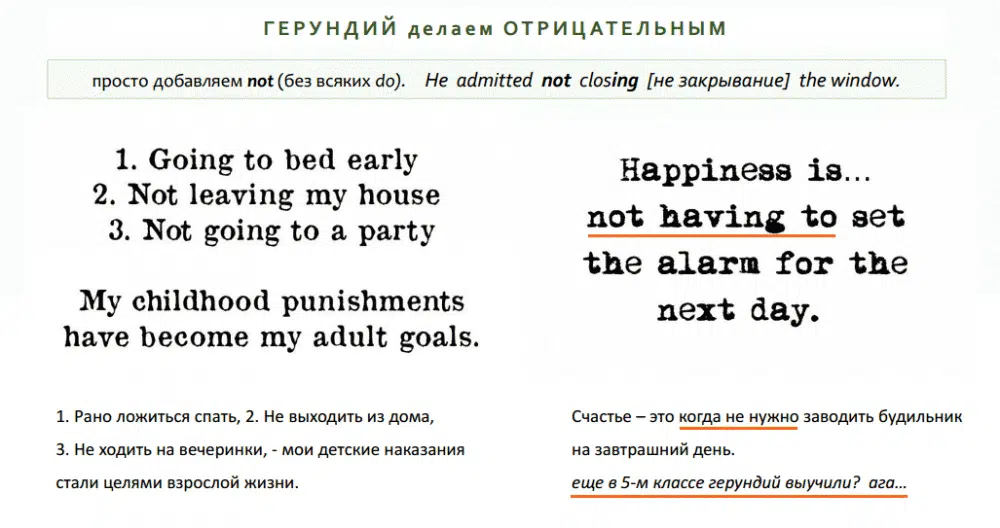 ГЕРУНДИЙ делаем ОТРИЦАТЕЛЬНЫМ
просто добавляем not (без всяких do). He admitted not closing [не закрывание] the window.
1. Going to bed early
2. Not leaving my house
3. Not going to a party
My childhood punishments
have become my adult goals.
Happiness is...
not having to set
the alarm for the
next day.
1. Рано ложиться спать, 2. Не выходить из дома,
3. Не ходить на вечеринки, - мои детские наказания
стали целями взрослой жизни.
Счастье – это когда не нужно заводить будильник
на завтрашний день.
еще в 5-м классе герундий выучили? ага...